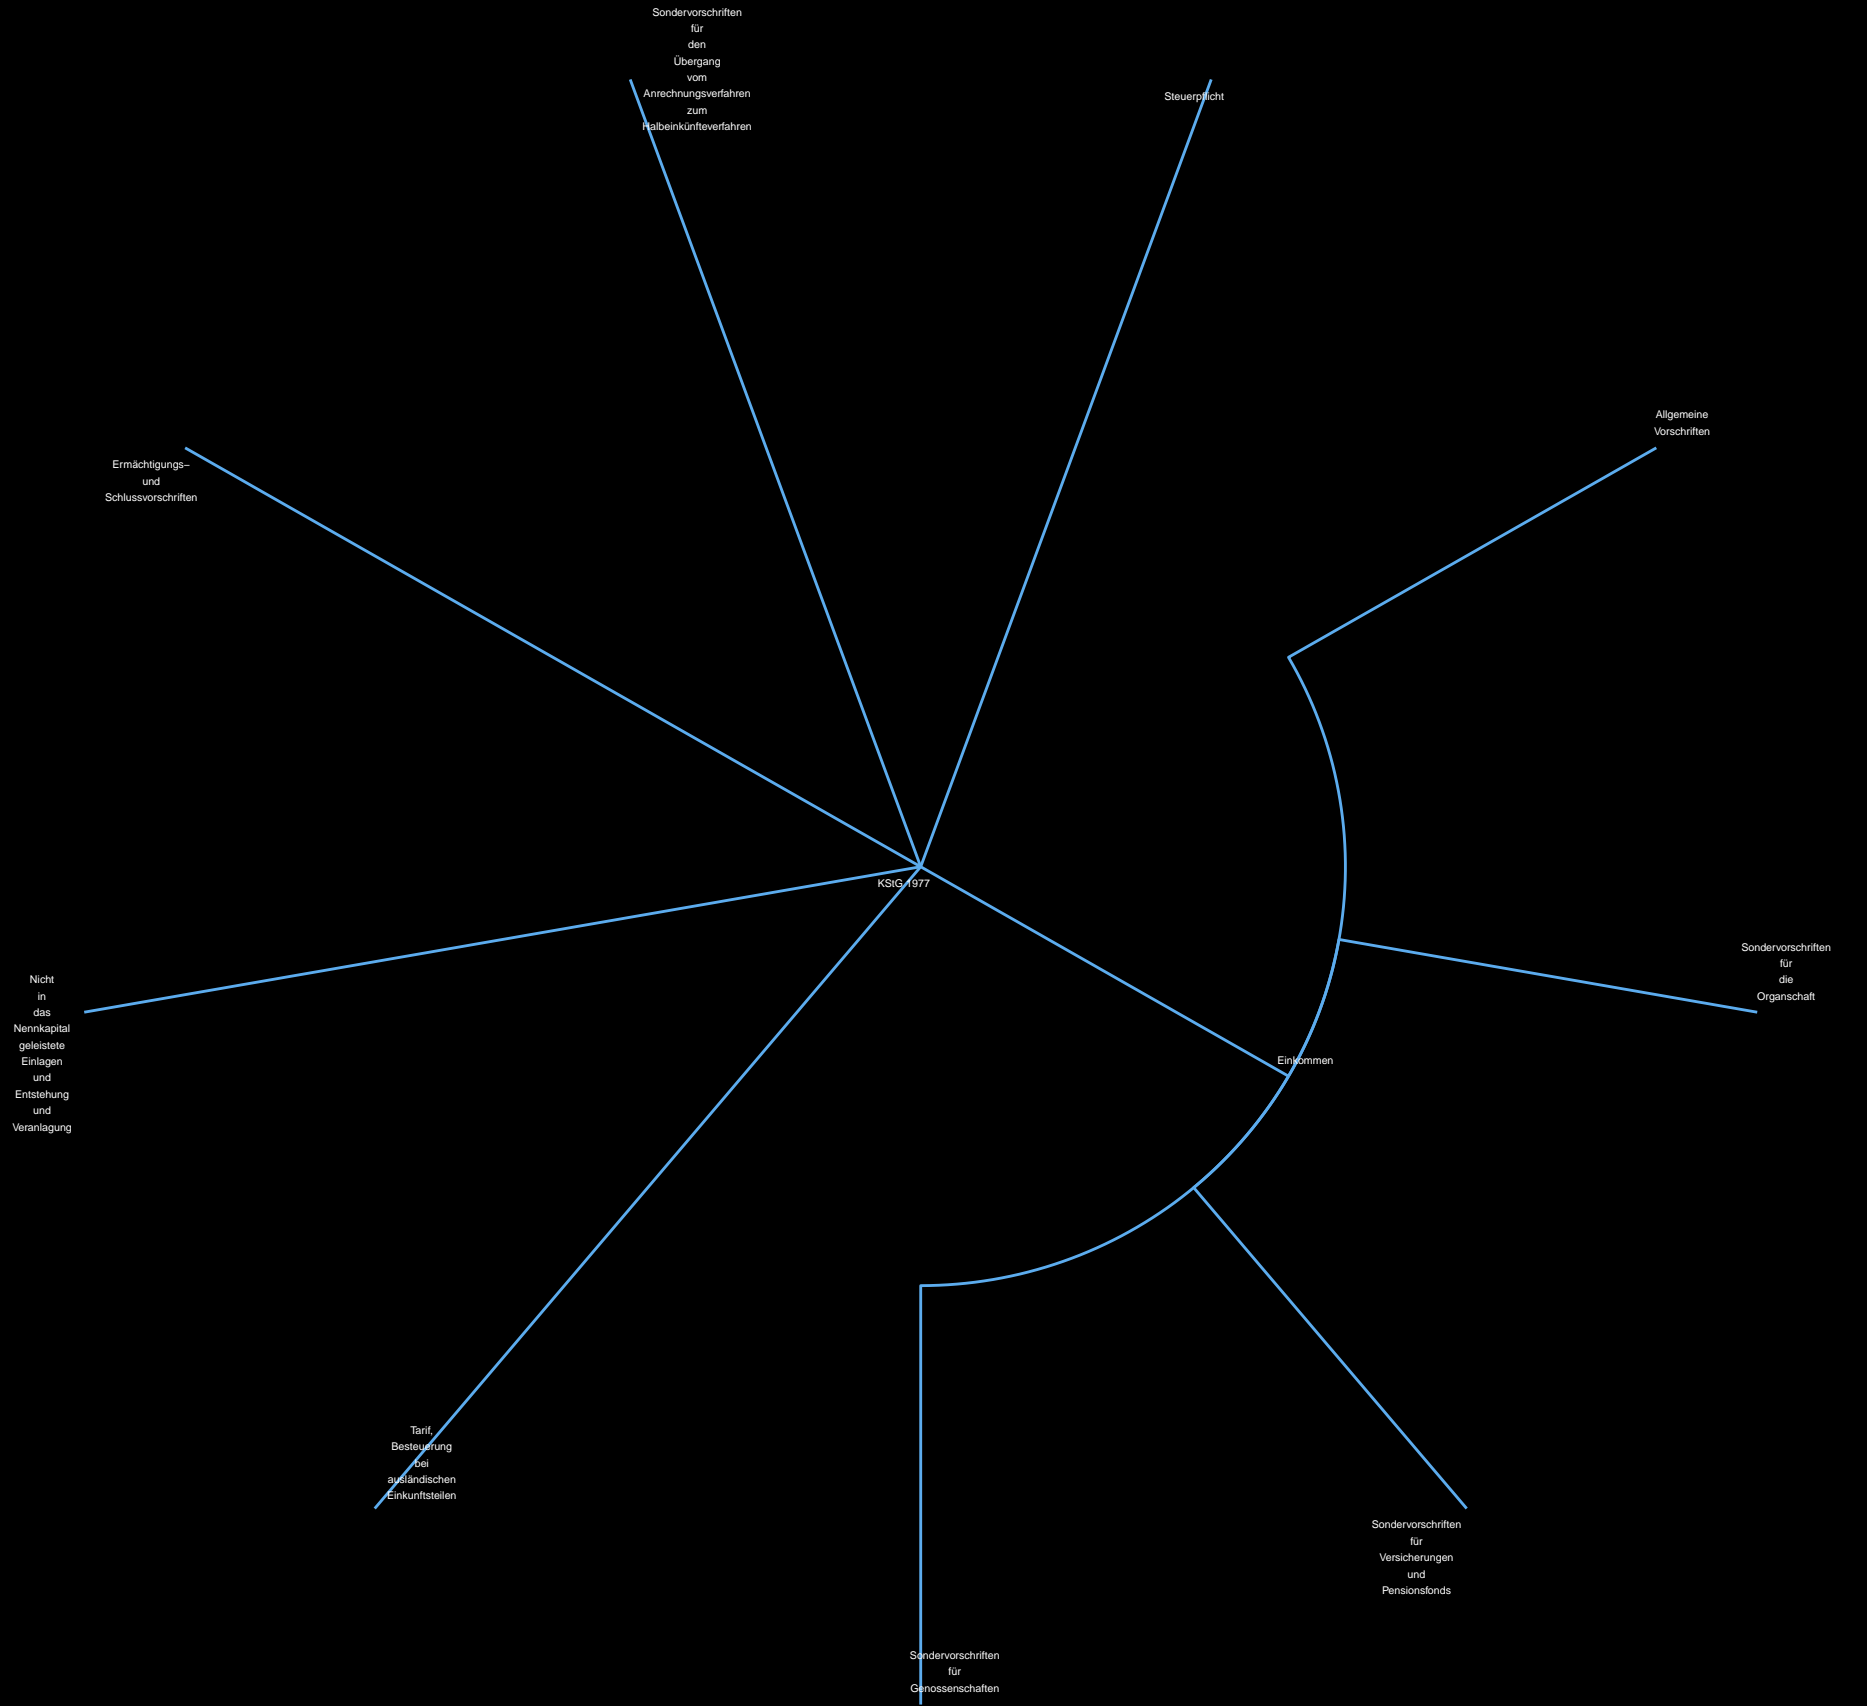 Sondervorschriften
für
den
Übergang
vom
Anrechnungsverfahren
zum
Halbeinkünfteverfahren
Steuerpflicht
Allgemeine
Vorschriften
Ermächtigungs–
und
Schlussvorschriften
KStG 1977
Sondervorschriften
für
die
Organschaft
Nicht
in
das
Nennkapital
geleistete
Einlagen
und
Entstehung
und
Veranlagung
Einkommen
Tarif,
Besteuerung
bei
ausländischen
Einkunftsteilen
Sondervorschriften
für
Versicherungen
und
Pensionsfonds
Sondervorschriften
für
Genossenschaften